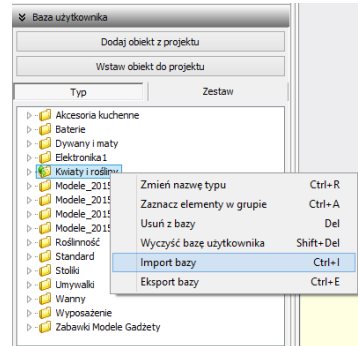 Baza użytkownika
Dodaj obiekt z projektu
Wstaw obiekt do projektu
Typ Zestaw
Akcesoria kuchenne
Baterie
Dywany i maty
Elektronika1
Kwiaty i rośliny
Modele_2015
Modele_2015
Modele_2015
Modele_2015
Roślinność
Standard
Stoliki
Umywalki
Wanny
Wyposażenie
Zabawki Modele Gadżety
Zmień nazwę typu Ctrl+R
Zaznacz elementy w grupie Ctrl+A
Usuń z bazy Del
Wyczyść bazę użytkownika Shift+Del
Import bazy Ctrl+I
Eksport bazy Ctrl+E